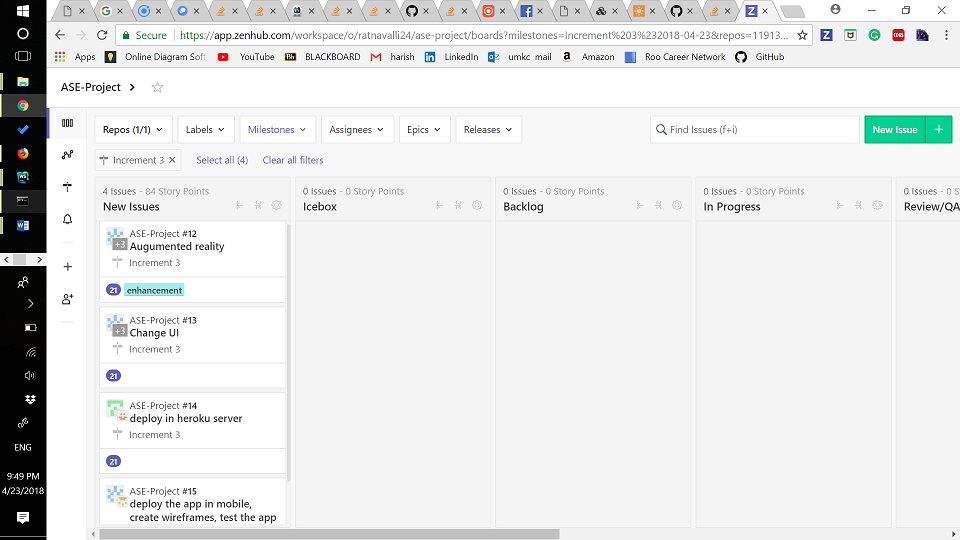 Secure https://app.zenhub.com/workspace/o/ratnavalli24/ase-project/boards?milestones=Increment%203%232018-04-23&repos=11913...
Apps Online Diagram Soft YouTube BLACKBOARD harish LinkedIn umkc mail Amazon Roo Career Network GitHub
ASE-Project
Repos (1/1) Labels Milestones Assignees Epics Releases Find Issues (f+i) New Issue +
Increment 3 Select all (4) Clear all filters
4 Issues - 84 Story Points
New Issues
ASE-Project #12
+3
Augumented reality
Increment 3
21 enhancement
ASE-Project #13
+3
Change UI
Increment 3
21
ASE-Project #14
deploy in heroku server
Increment 3
21
ASE-Project #15
deploy the app in mobile,
create wireframes, test the app
0 Issues - 0 Story Points
Icebox
0 Issues - 0 Story Points
Backlog
0 Issues - 0 Story Points
In Progress
0 Issues - 0 Story Points
Review/QA
ENG
9:49 PM
4/23/2018